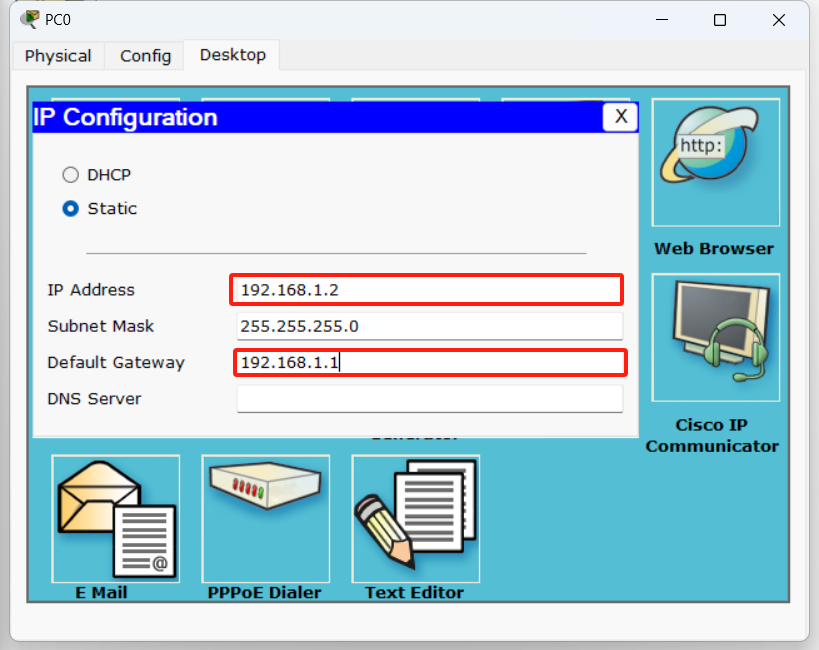 PC0
Physical
Config
Desktop
IP Configuration
X
DHCP
Static
IP Address
192.168.1.2
Subnet Mask
255.255.255.0
Default Gateway
192.168.1.1
DNS Server
http:
Web Browser
Cisco IP
Communicator
@
E Mail
PPPoE Dialer
Text Editor